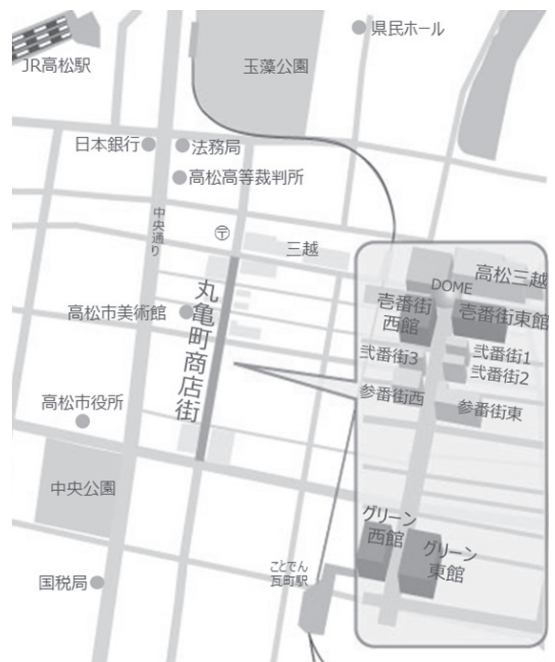 県民ホール
JR高松駅
玉藻公園
日本銀行
法務局
高松高等裁判所
中央通り
〒
三越
高松三越
DOME
壱番街
西館
壱番街東館
丸亀町商店街
高松市美術館
弐番街3
弐番街1
弐番街2
参番街西
参番街東
高松市役所
中央公園
グリーン
西館
グリーン
東館
ことでん
瓦町駅
国税局